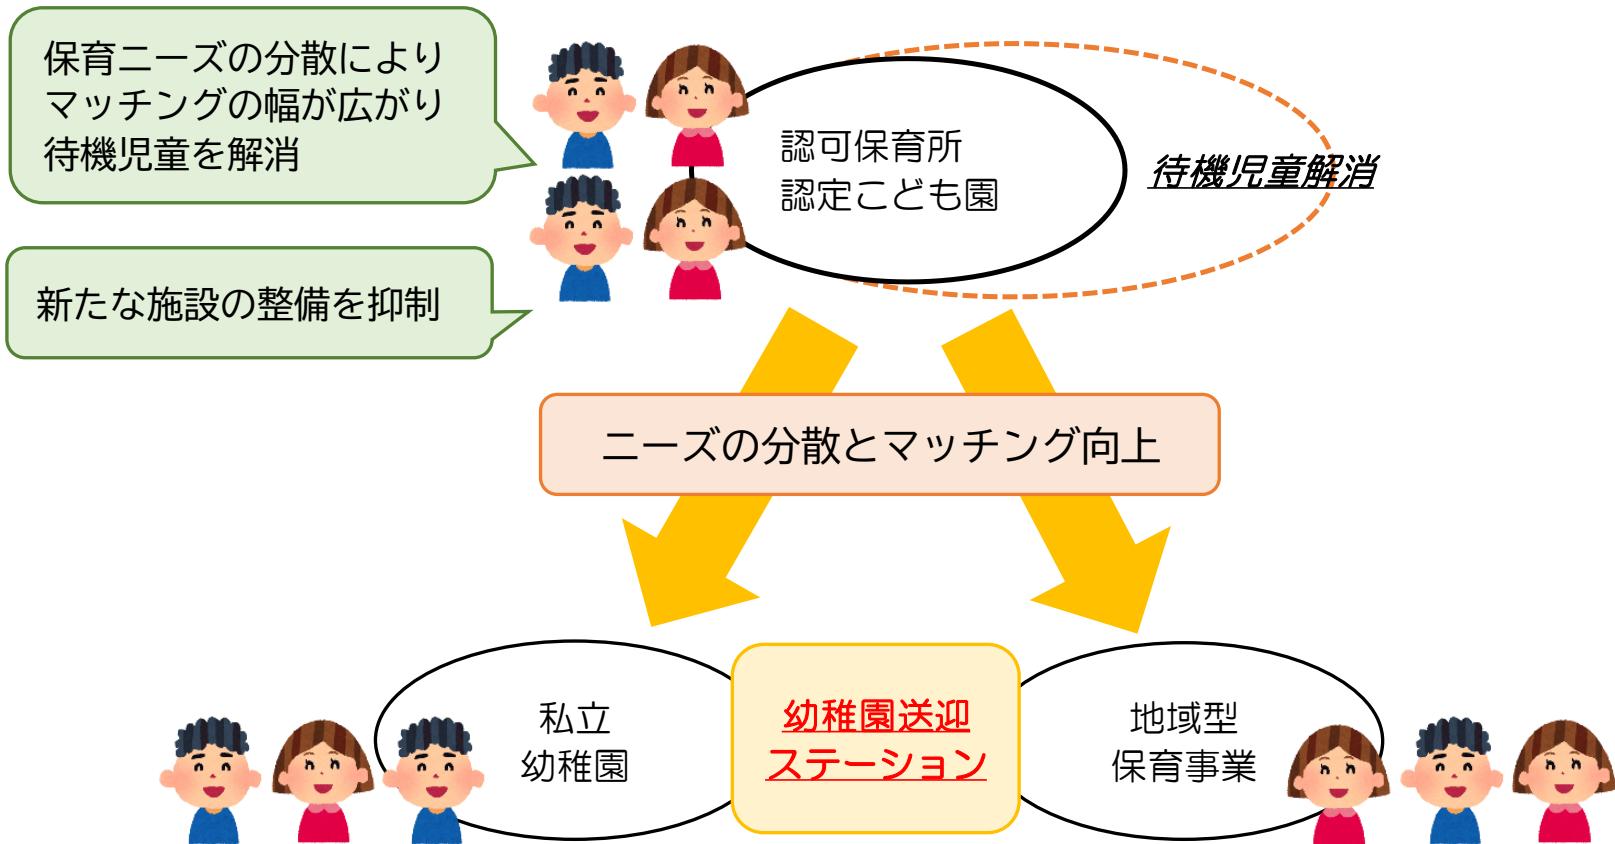 保育ニーズの分散により
マッチングの幅が広がり
待機児童を解消
認可保育所
認定こども園
待機児童解消
新たな施設の整備を抑制
ニーズの分散とマッチング向上
私立
幼稚園
幼稚園送迎
ステーション
地域型
保育事業